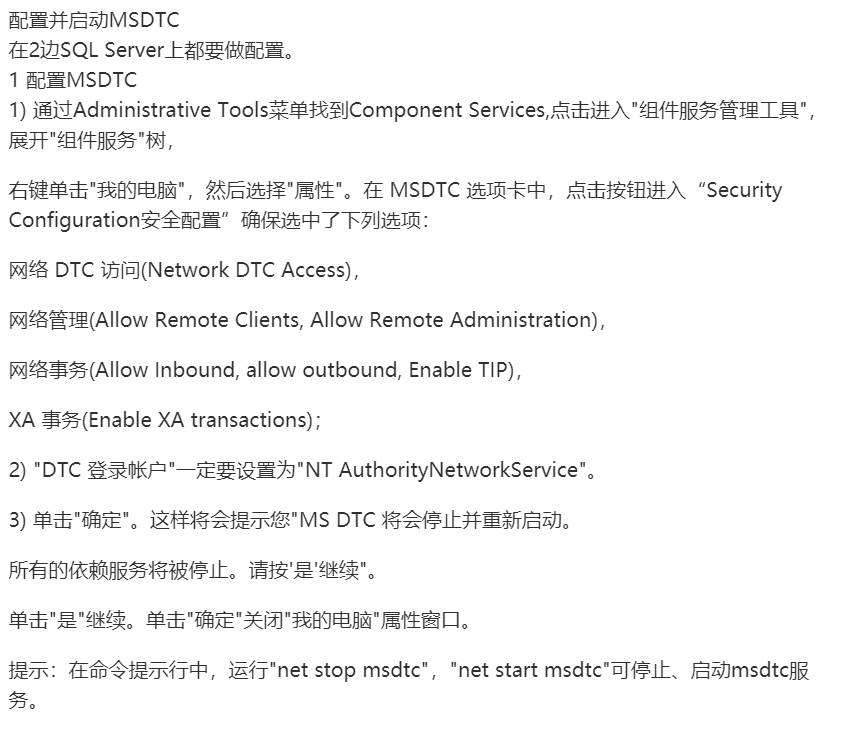 配置并启动MSDTC
在2边SQL Server上都要做配置。
1 配置MSDTC
1) 通过Administrative Tools菜单找到Component Services,点击进入"组件服务管理工具"，
展开"组件服务"树，
右键单击"我的电脑"，然后选择"属性"。在 MSDTC 选项卡中，点击按钮进入“Security
Configuration安全配置”确保选中了下列选项：
网络 DTC 访问(Network DTC Access)，
网络管理(Allow Remote Clients, Allow Remote Administration)，
网络事务(Allow Inbound, allow outbound, Enable TIP)，
XA 事务(Enable XA transactions)；
2) "DTC 登录帐户"一定要设置为"NT AuthorityNetworkService"。
3) 单击"确定"。这样将会提示您"MS DTC 将会停止并重新启动。
所有的依赖服务将被停止。请按'是'继续"。
单击"是"继续。单击"确定"关闭"我的电脑"属性窗口。
提示：在命令提示行中，运行"net stop msdtc"，"net start msdtc"可停止、启动msdtc服
务。